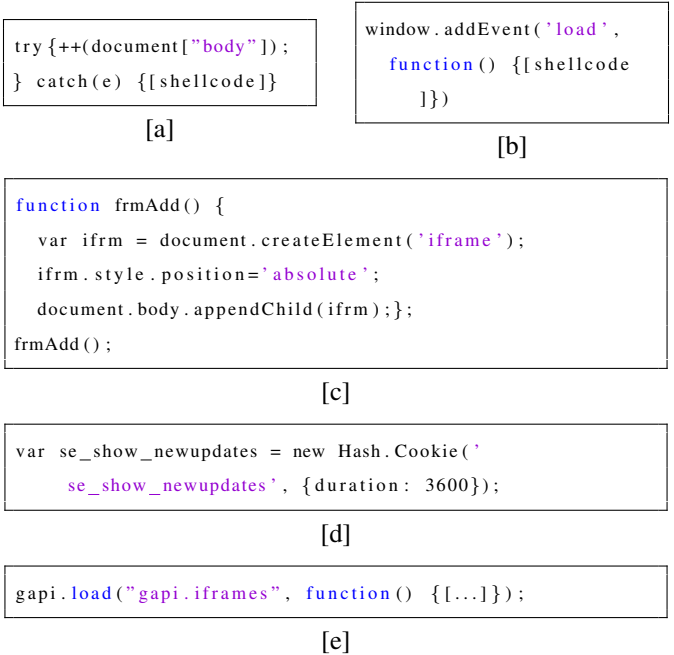 try{++(document["body"]);
} catch(e) {[shellcode]}
[a]
window.addEvent('load',
function() {[shellcode
]})
[b]
function frmAdd() {
var ifrm = document.createElement('iframe');
ifrm.style.position='absolute';
document.body.appendChild(ifrm);};
frmAdd();
[c]
var se_show_newupdates = new Hash.Cookie('
se_show_newupdates', {duration: 3600});
[d]
gapi.load("gapi.iframes", function() {[...]});
[e]